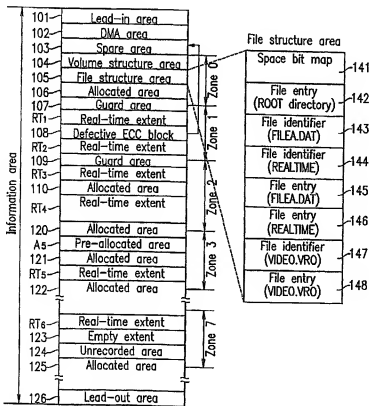 Information area
101 Lead-in area
102 DMA area
103 Spare area
104 Volume structure area
105 File structure area
106 Allocated area
107 Guard area
RT1 Real-time extent
108 Defective ECC block
RT2 Real-time extent
109 Guard area
RT3 Real-time extent
110 Allocated area
RT4 Real-time extent
120 Allocated area
A5 Pre-allocated area
121 Allocated area
RT5 Real-time extent
122 Allocated area
RT6 Real-time extent
123 Empty extent
124 Unrecorded area
125 Allocated area
126 Lead-out area
Zone 0
Zone 1
Zone 2
Zone 3
Zone 7
File structure area
Space bit map 141
File entry
(ROOT directory) 142
File identifier
(FILEA.DAT) 143
File identifier
(REALTIME) 144
File entry
(FILEA.DAT) 145
File entry
(REALTIME) 146
File identifier
(VIDEO.VRO) 147
File entry
(VIDEO.VRO) 148